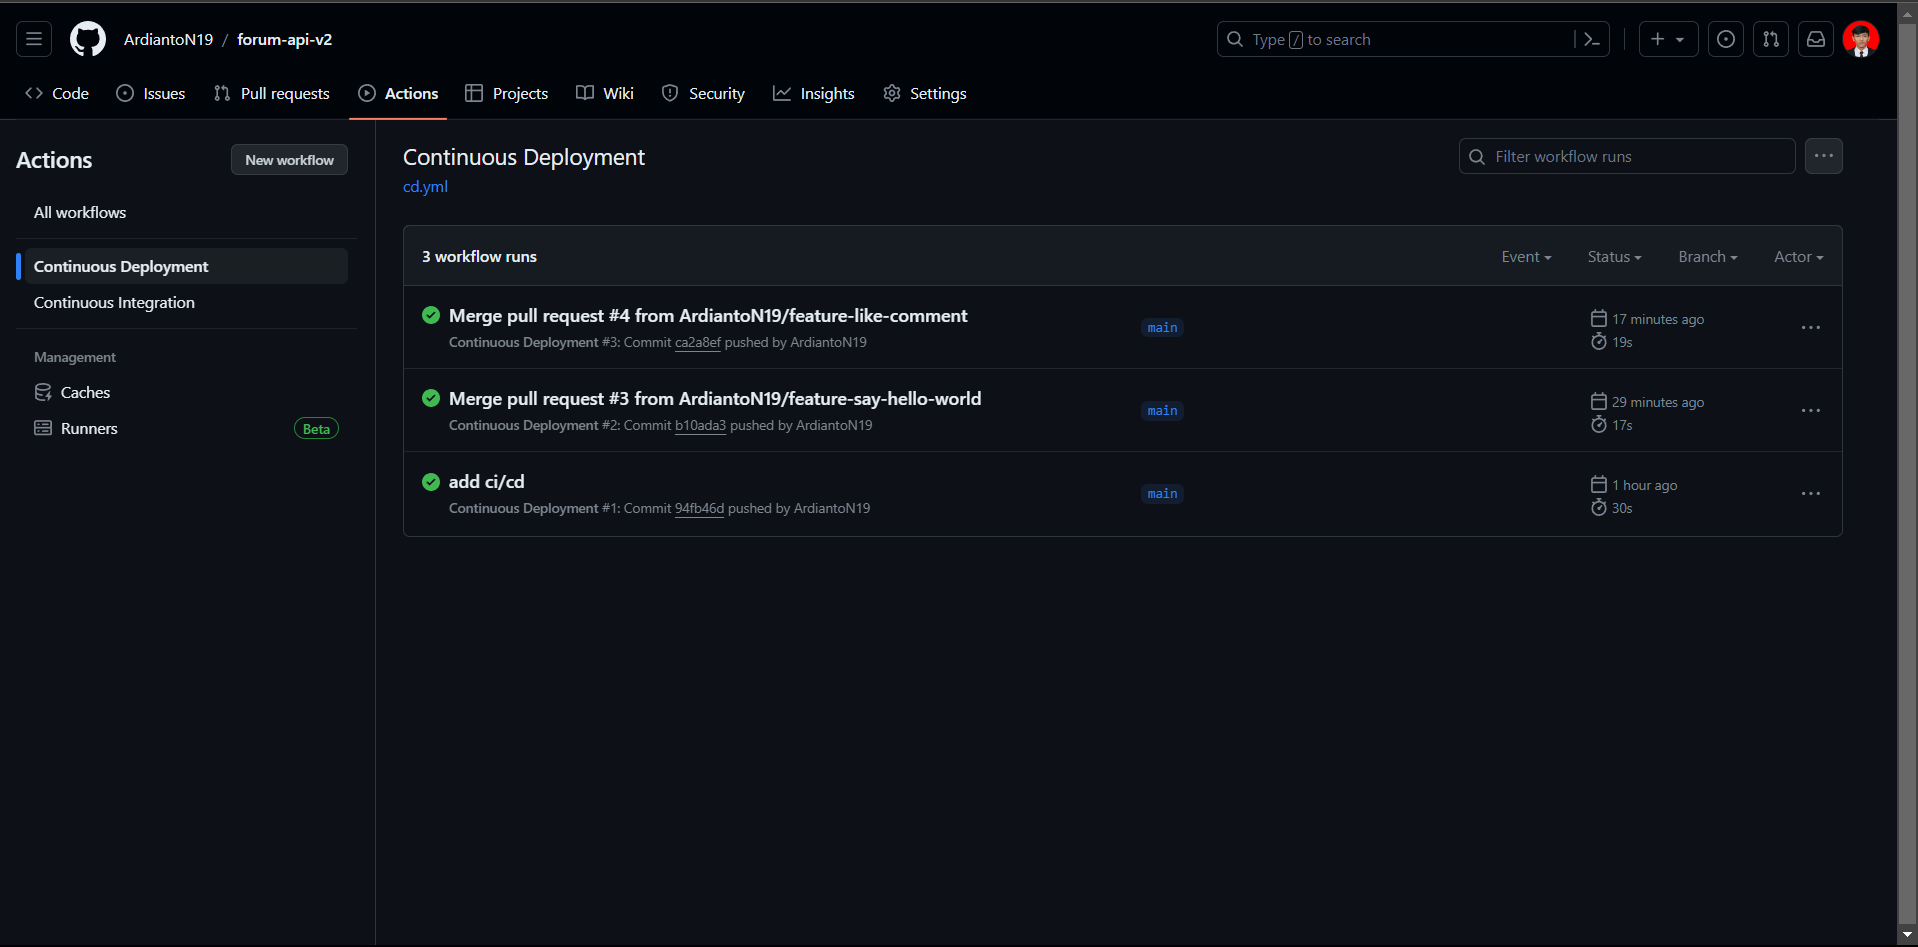 ArdiantoN19 / forum-api-v2
Type / to search
Code Issues Pull requests Actions Projects Wiki Security Insights Settings
Actions
New workflow
All workflows
Continuous Deployment
Continuous Integration
Management
Caches
Runners Beta
Continuous Deployment
cd.yml
Filter workflow runs
3 workflow runs
Event Status Branch Actor
Merge pull request #4 from ArdiantoN19/feature-like-comment
Continuous Deployment #3: Commit ca2a8ef pushed by ArdiantoN19
main
17 minutes ago
19s
Merge pull request #3 from ArdiantoN19/feature-say-hello-world
Continuous Deployment #2: Commit b10ada3 pushed by ArdiantoN19
main
29 minutes ago
17s
add ci/cd
Continuous Deployment #1: Commit 94fb46d pushed by ArdiantoN19
main
1 hour ago
30s